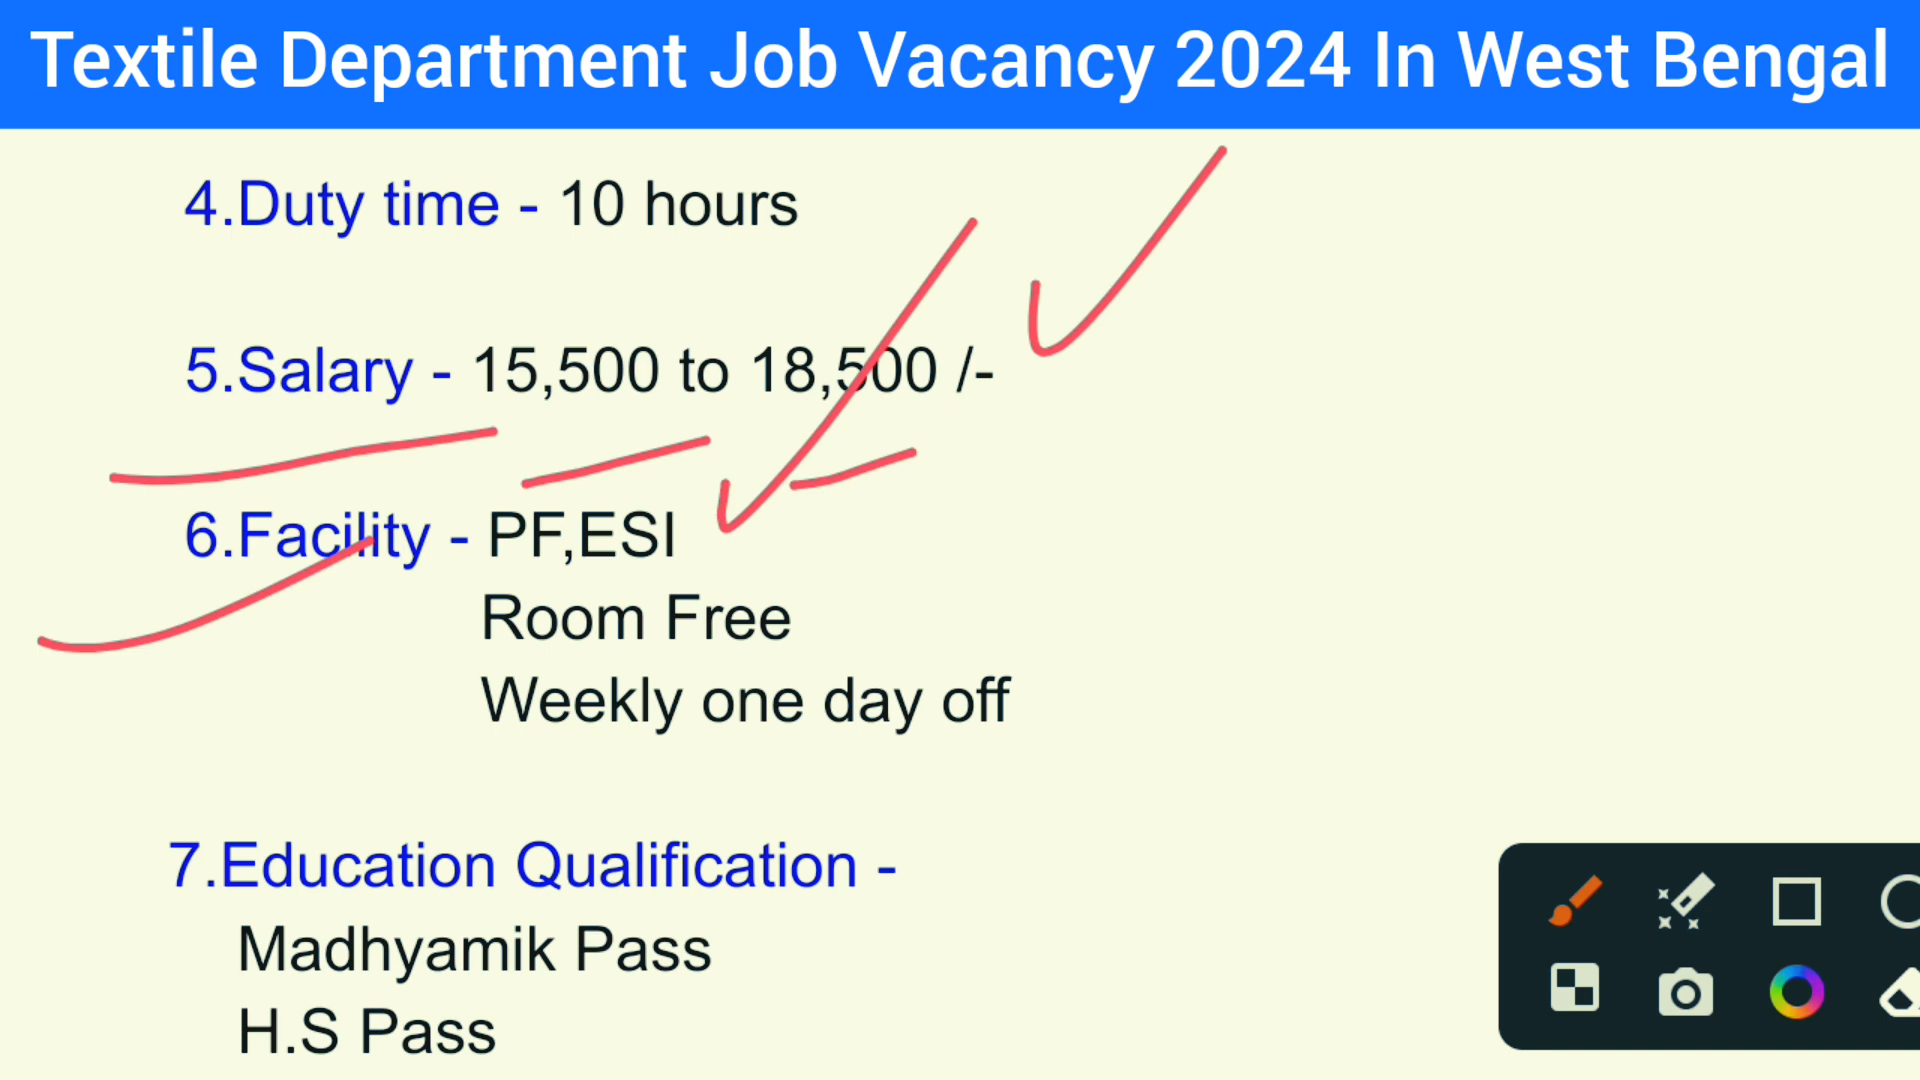 Textile Department Job Vacancy 2024 In West Bengal
4.Duty time - 10 hours
5.Salary - 15,500 to 18,500 /-
6.Facility - PF,ESI
Room Free
Weekly one day off
7.Education Qualification -
Madhyamik Pass
H.S Pass